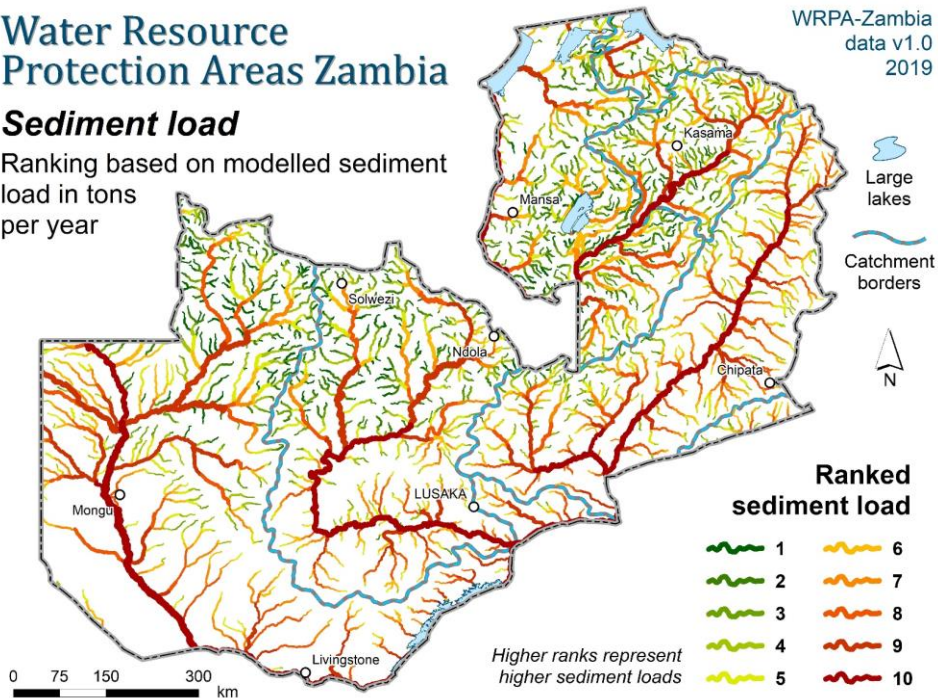 Water Resource
Protection Areas Zambia
Sediment load
Ranking based on modelled sediment
load in tons
per year
WRPA-Zambia
data v1.0
2019
Large
lakes
Catchment
borders
N
Kasama
Mansa
Solwezi
Ndola
Chipata
LUSAKA
Mongu
Livingstone
Ranked
sediment load
1 6
2 7
3 8
4 9
5 10
Higher ranks represent
higher sediment loads
0 75 150 300
km